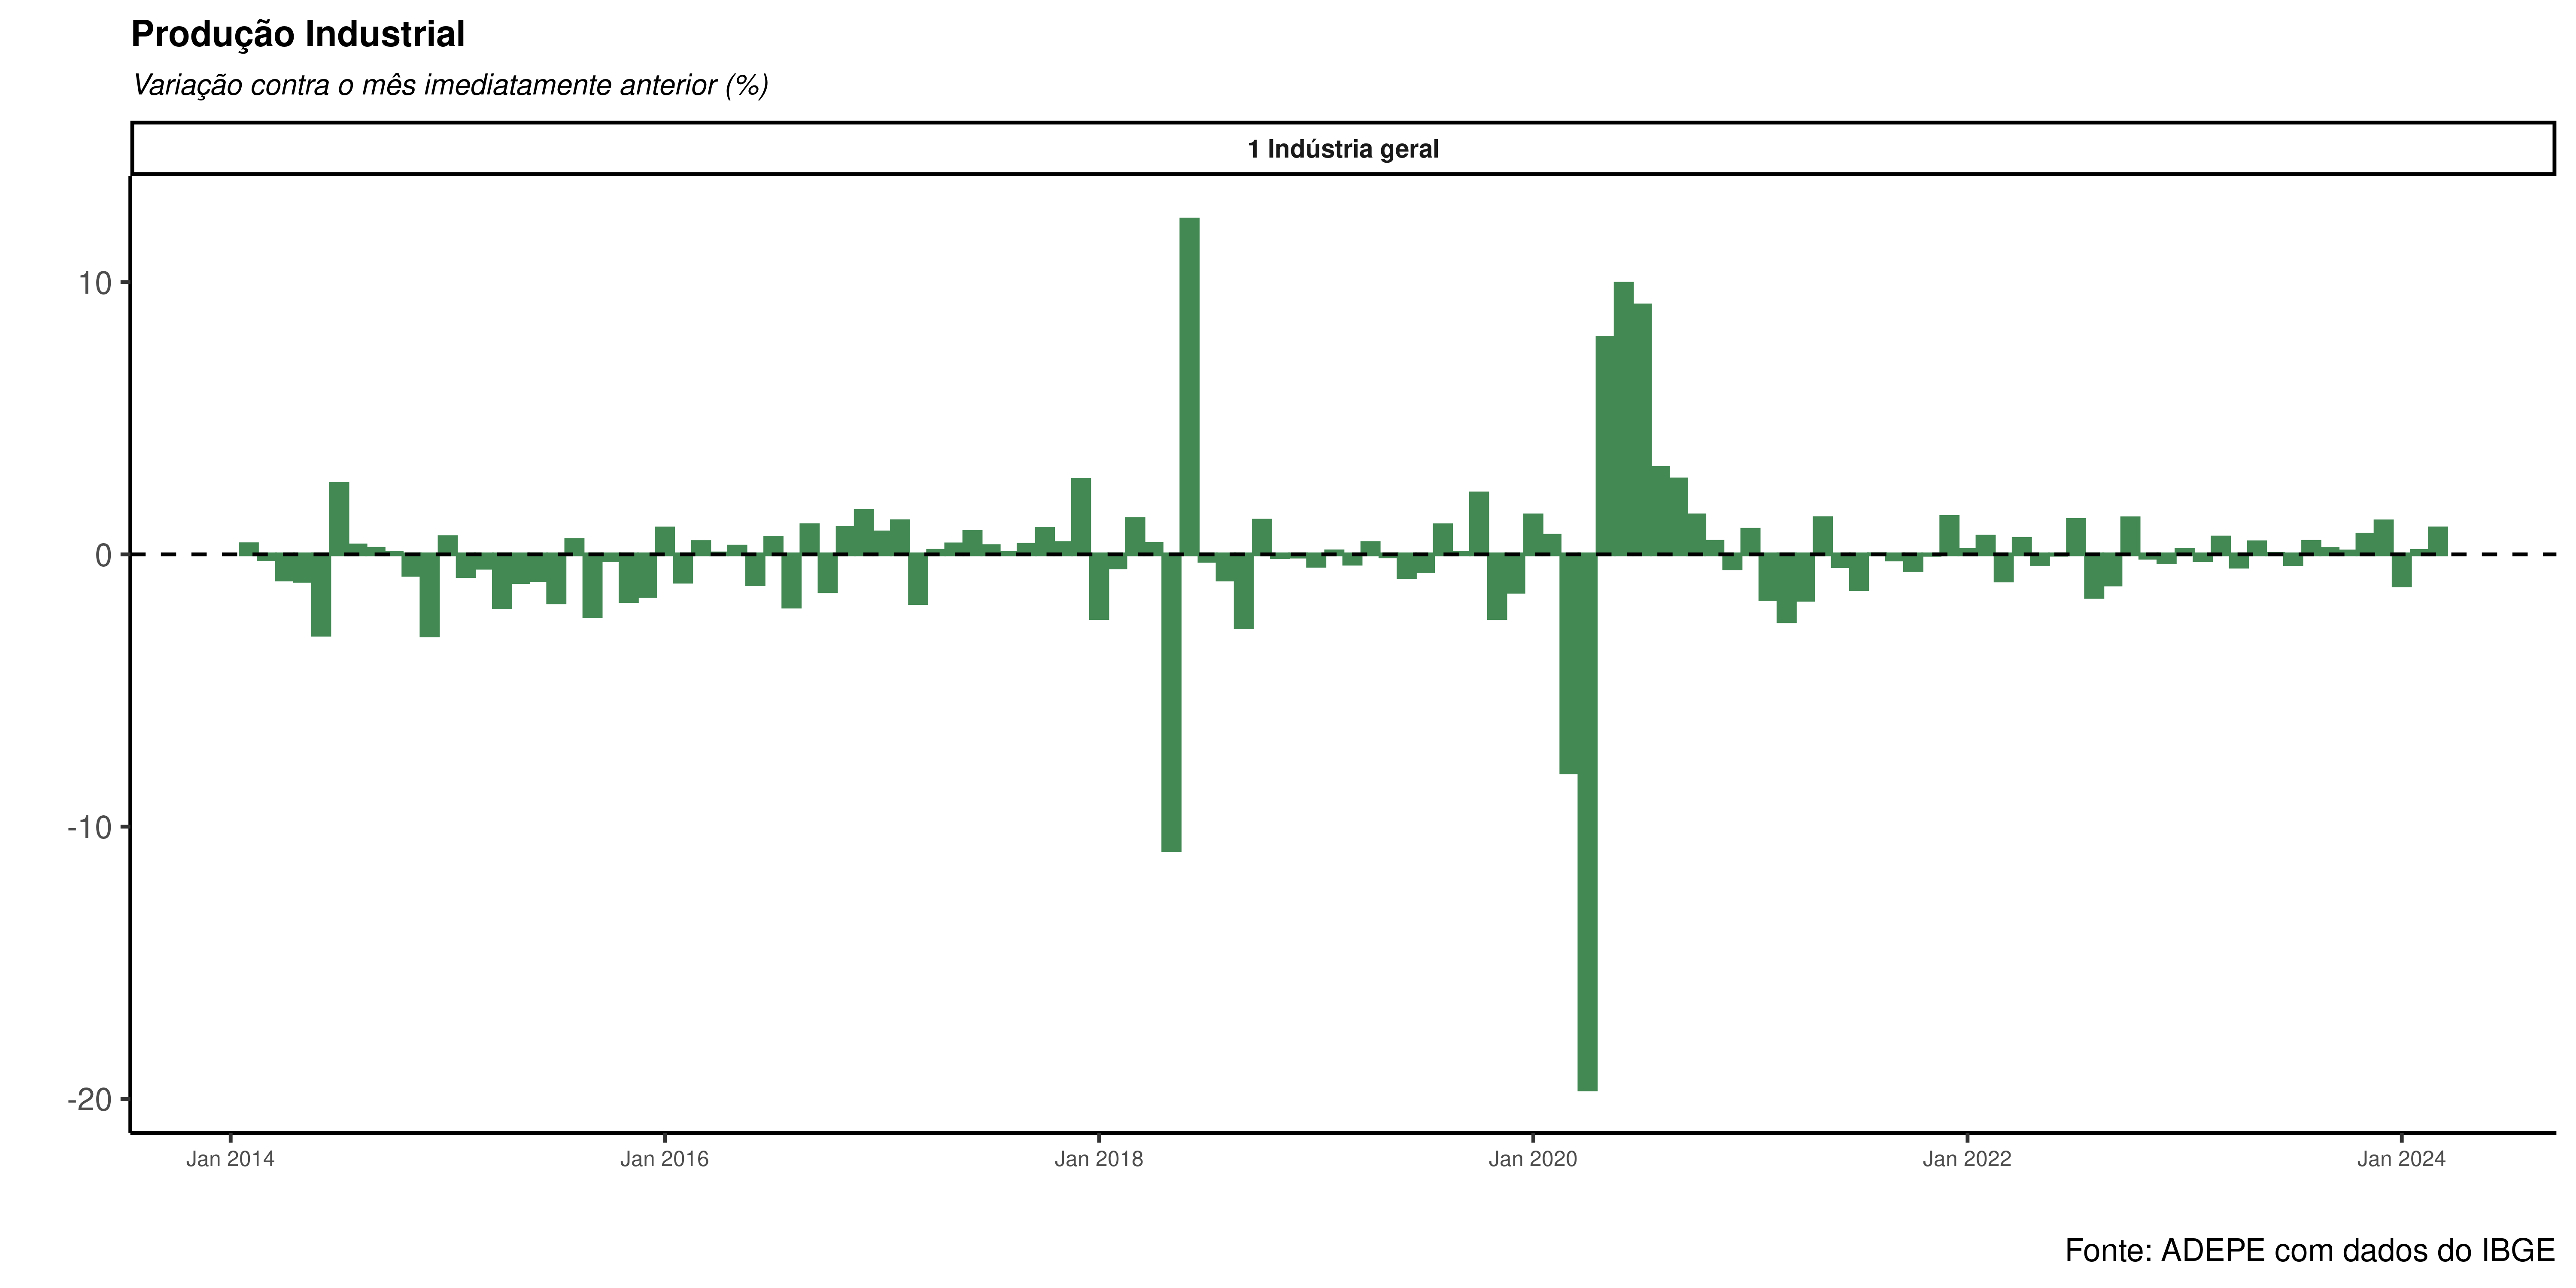 Produção Industrial
Variação contra o mês imediatamente anterior (%)
1 Indústria geral
10
0
-10
-20
Jan 2014 Jan 2016 Jan 2018 Jan 2020 Jan 2022 Jan 2024
Fonte: ADEPE com dados do IBGE